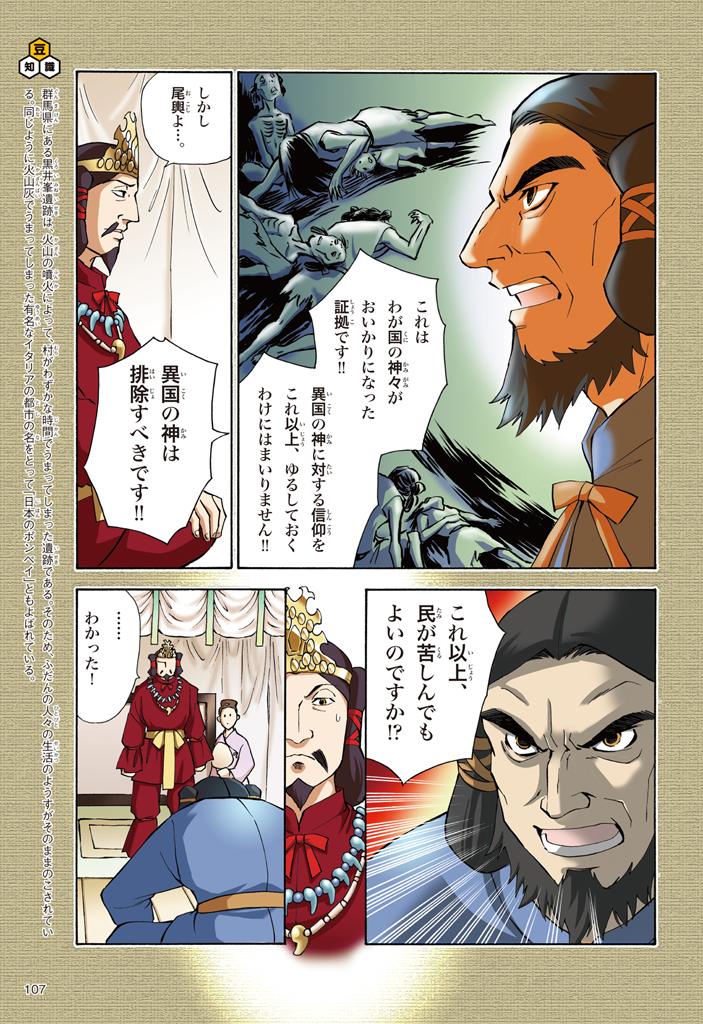 これは
わが国の神々が
おいかりになった
証拠です!!
異国の神に対する信仰を
これ以上、ゆるしておく
わけにはまいりません!!
しかし
尾輿よ…。
異国の神は
排除すべきです!!
これ以上、
民が苦しんでも
よいのですか!?
……
わかった!
豆
知識
群馬県にある黒井峯遺跡は、火山の噴火によって、村がわずかな時間でうまってしまった遺跡である。そのため、ふだんの人々の生活のようすがそのままのこされてい
る。同じように火山灰でうまってしまった有名なイタリアの都市の名をとって「日本のポンペイ」ともよばれている。
107